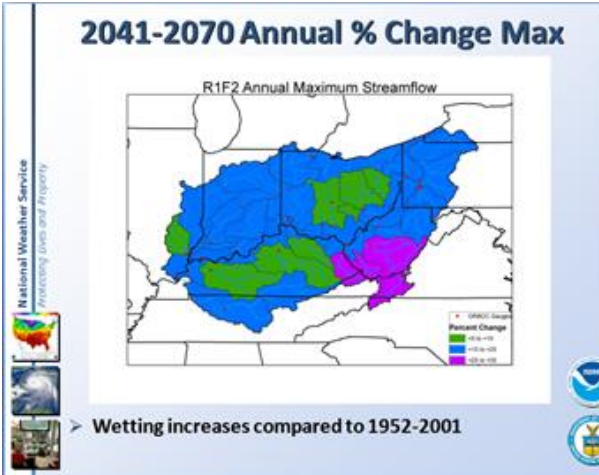 2041-2070 Annual % Change Max
R1F2 Annual Maximum Streamflow
National Weather Service
Protecting Lives and Property
Percent Change
➢ Wetting increases compared to 1952-2001